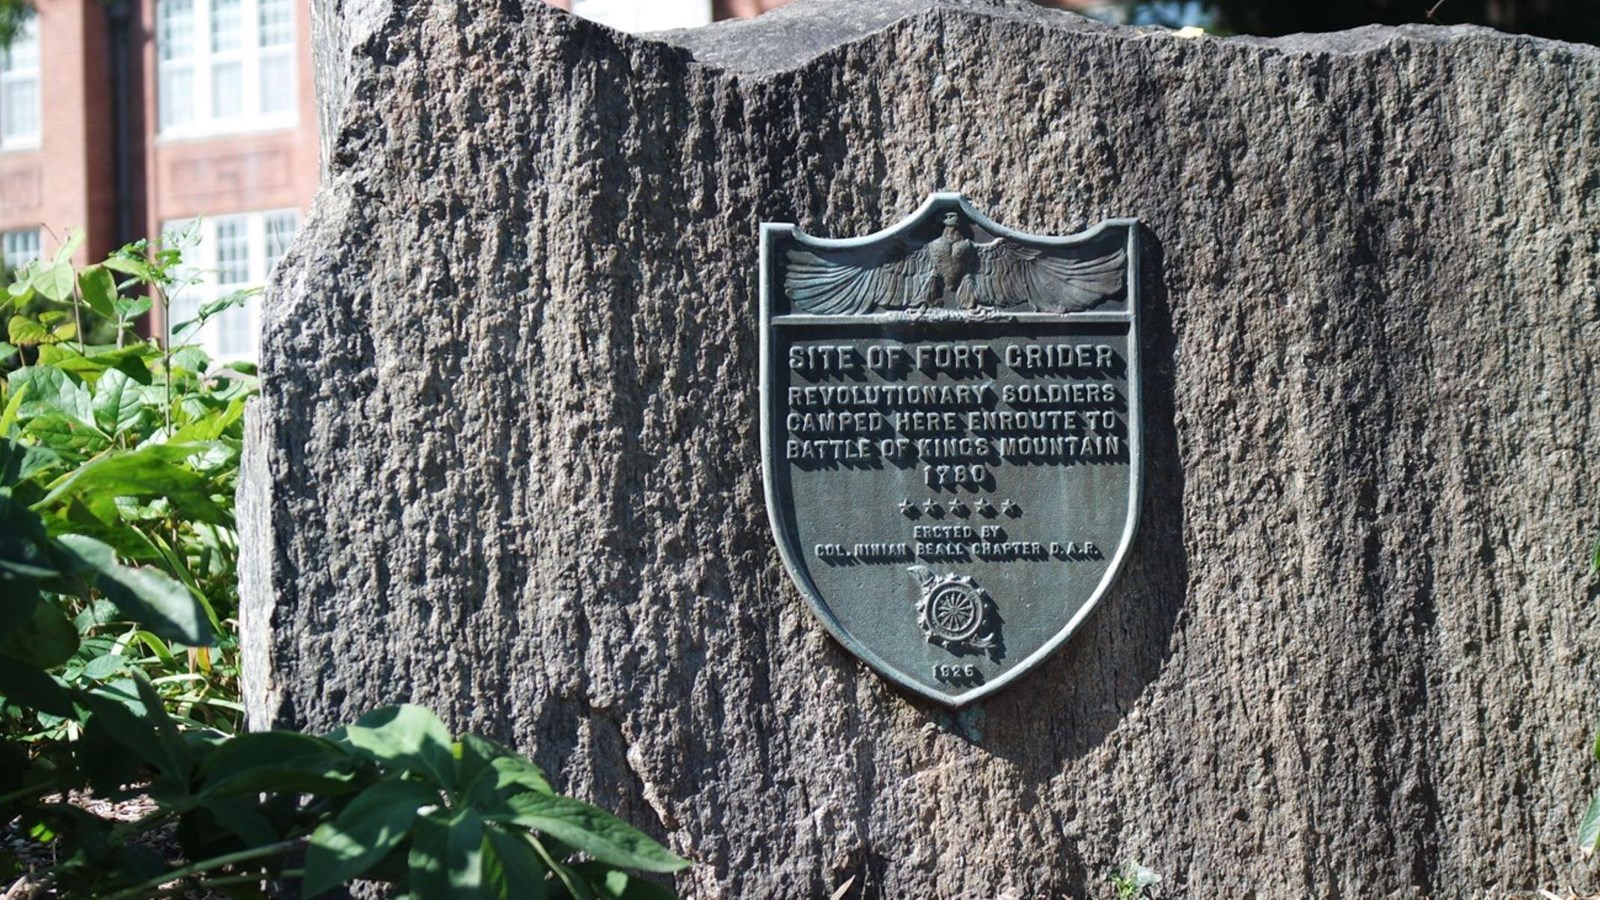 SITE OF FORT GRIDER
REVOLUTIONARY SOLDIERS
CAMPED HERE ENROUTE TO
BATTLE OF KINGS MOUNTAIN
1780
ERCTED BY
COL. NINIAN BEALL CHAPTER D.A.R.
1925